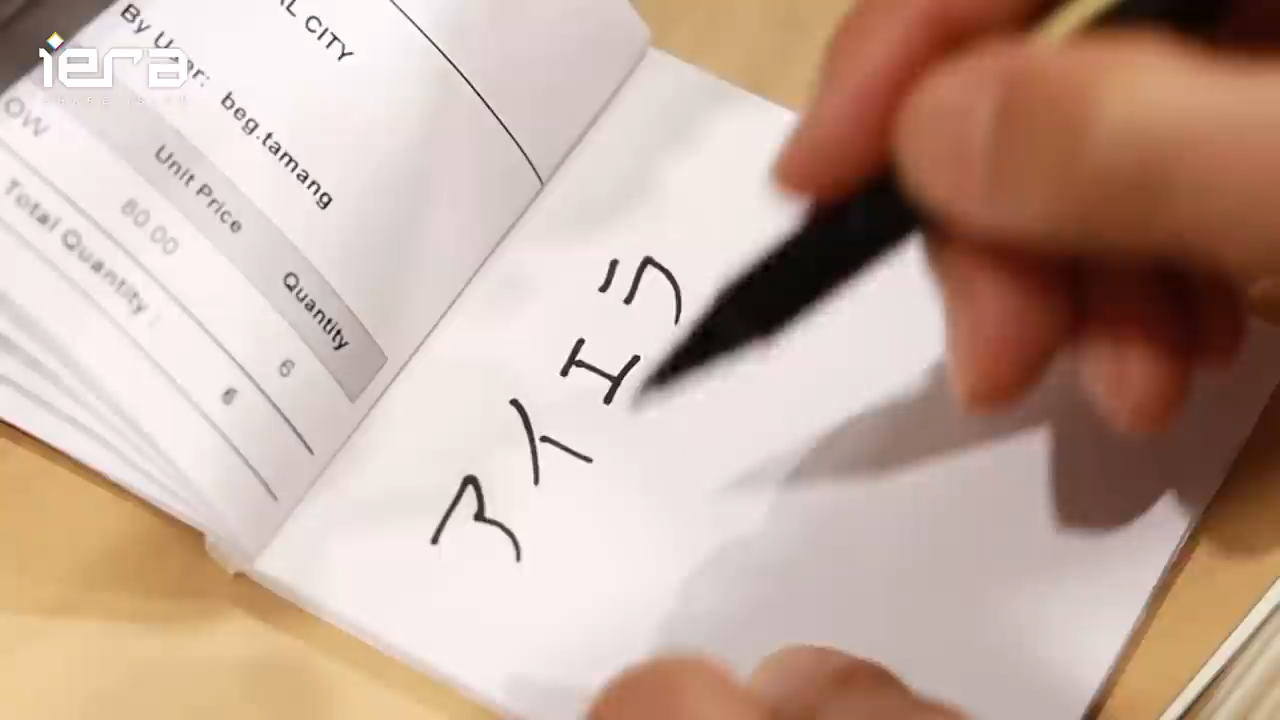 iera
AL CITY
By User: beg.tamang
Unit Price
Quantity
80.00
6
Total Quantity :
6
アイエラ